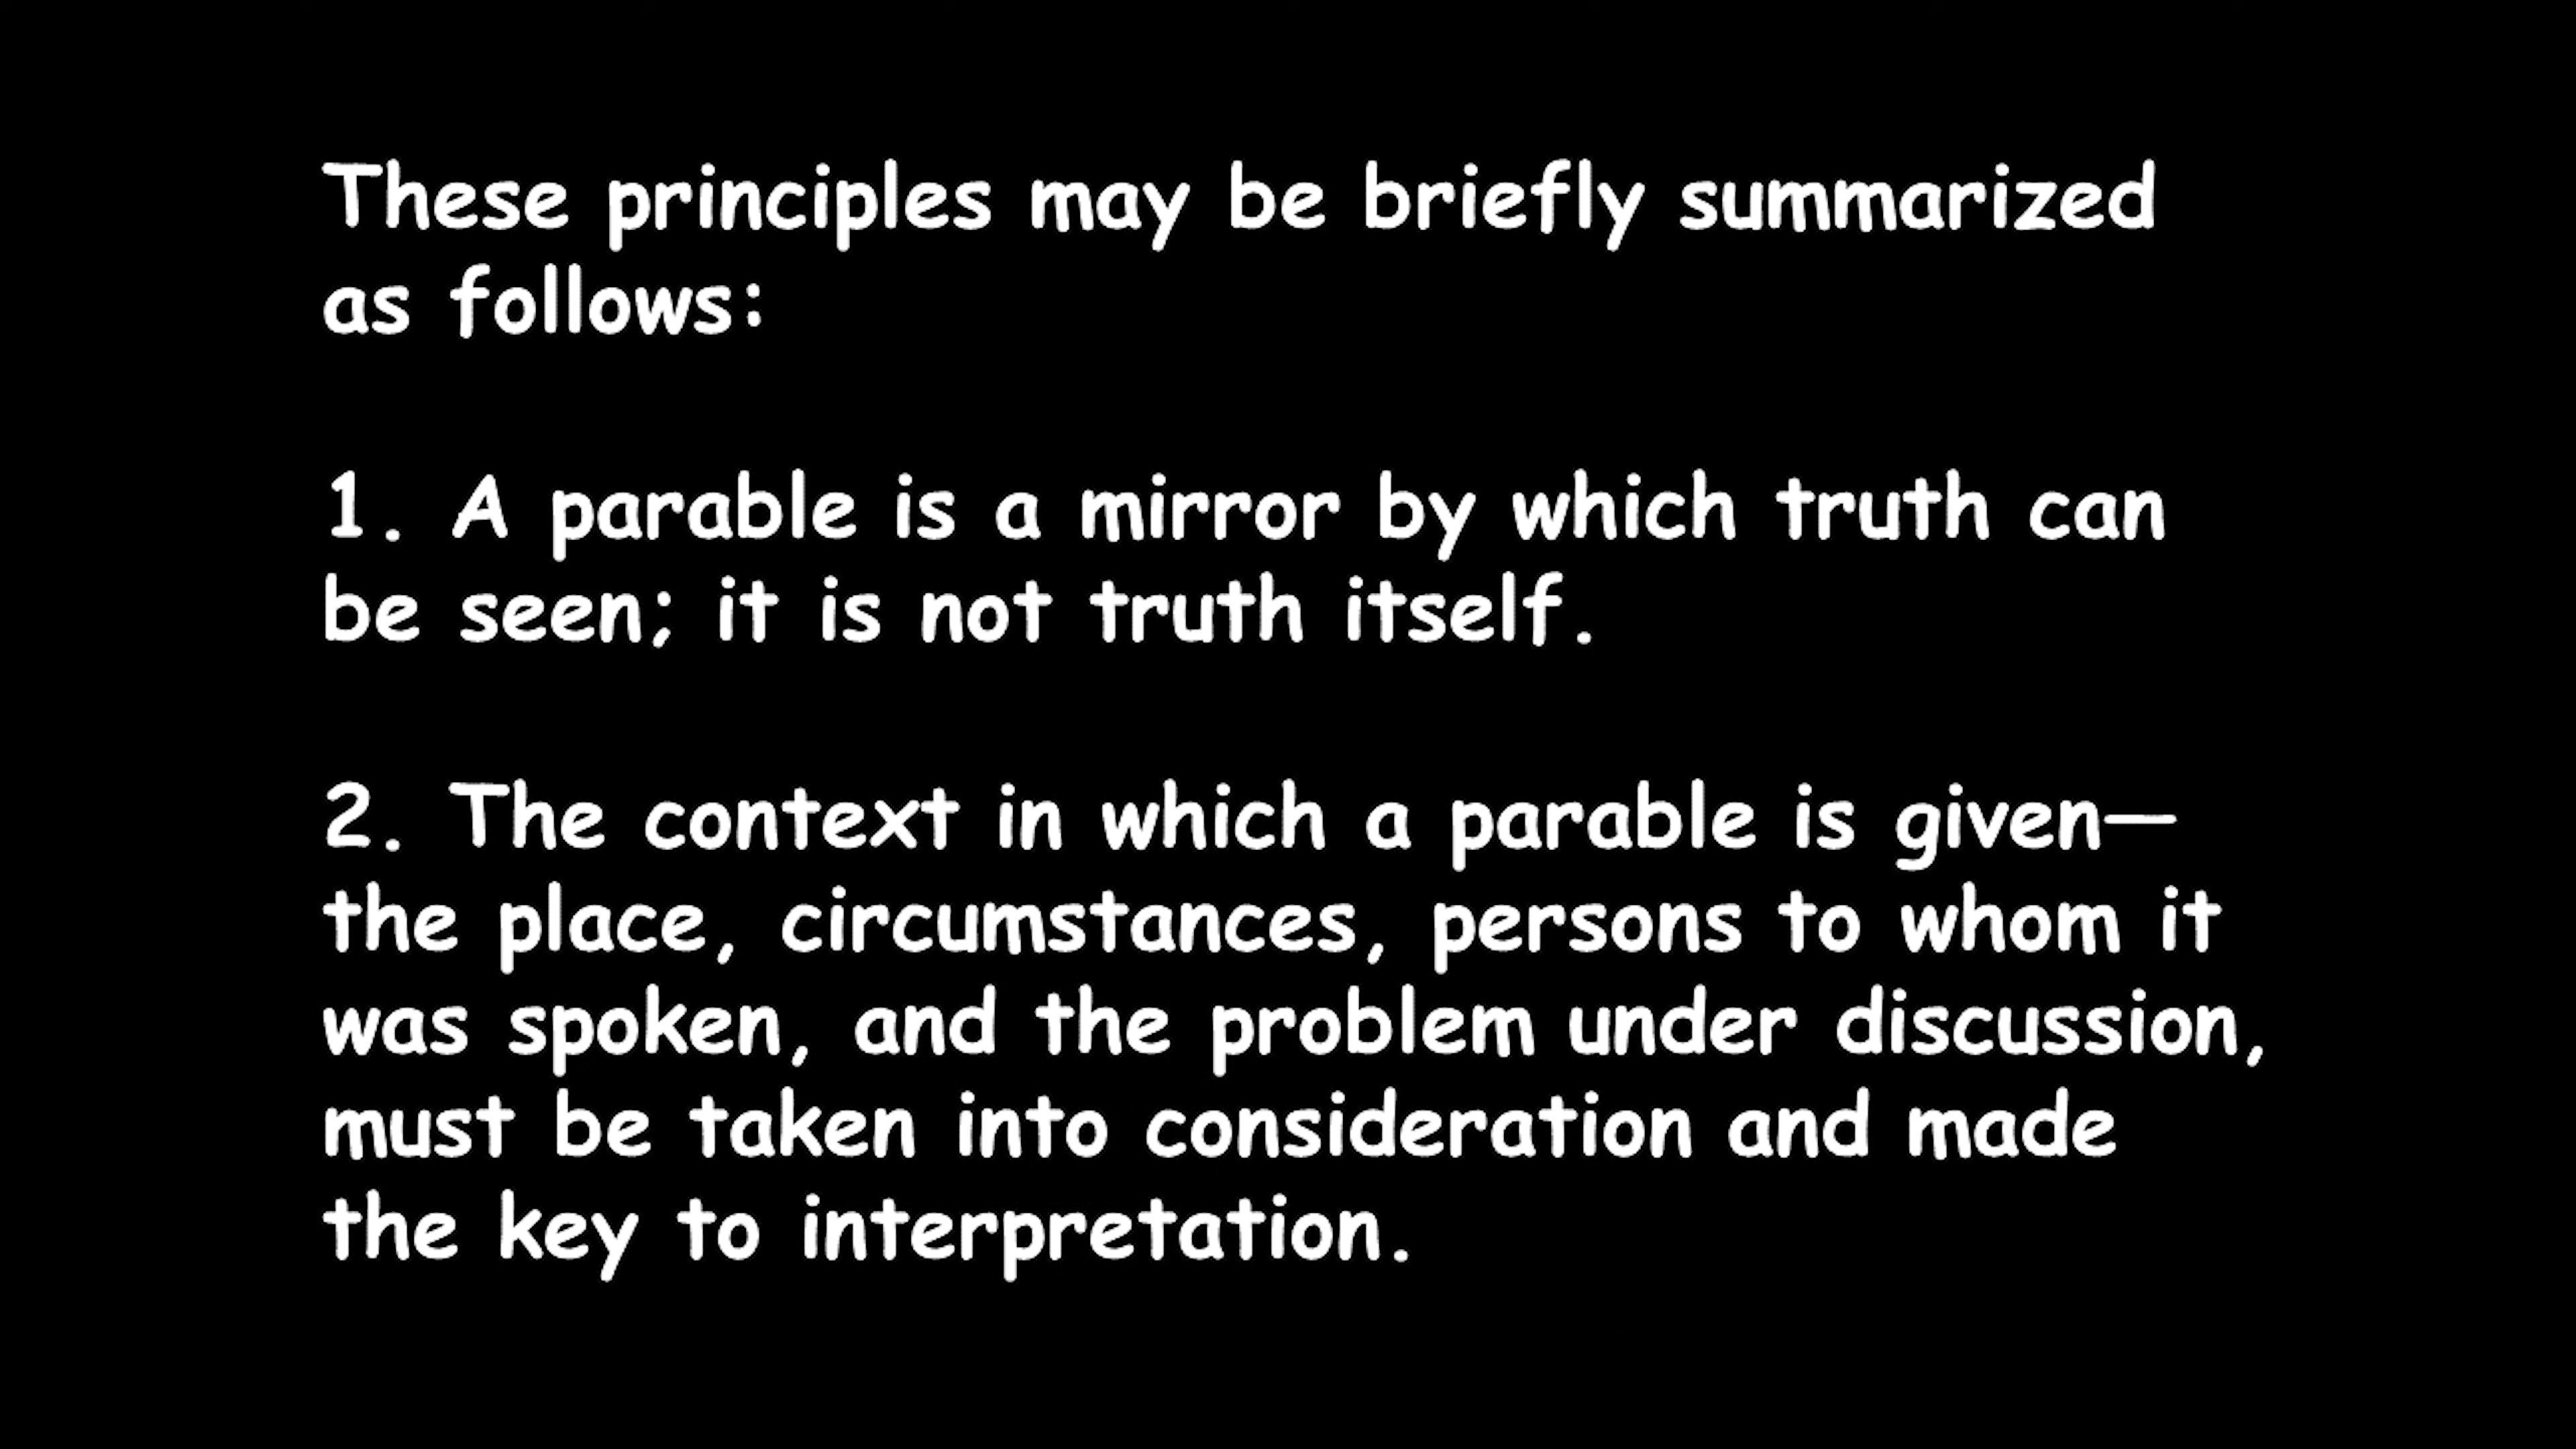 These principles may be briefly summarized
as follows:
1. A parable is a mirror by which truth can
be seen; it is not truth itself.
2. The context in which a parable is given—
the place, circumstances, persons to whom it
was spoken, and the problem under discussion,
must be taken into consideration and made
the key to interpretation.